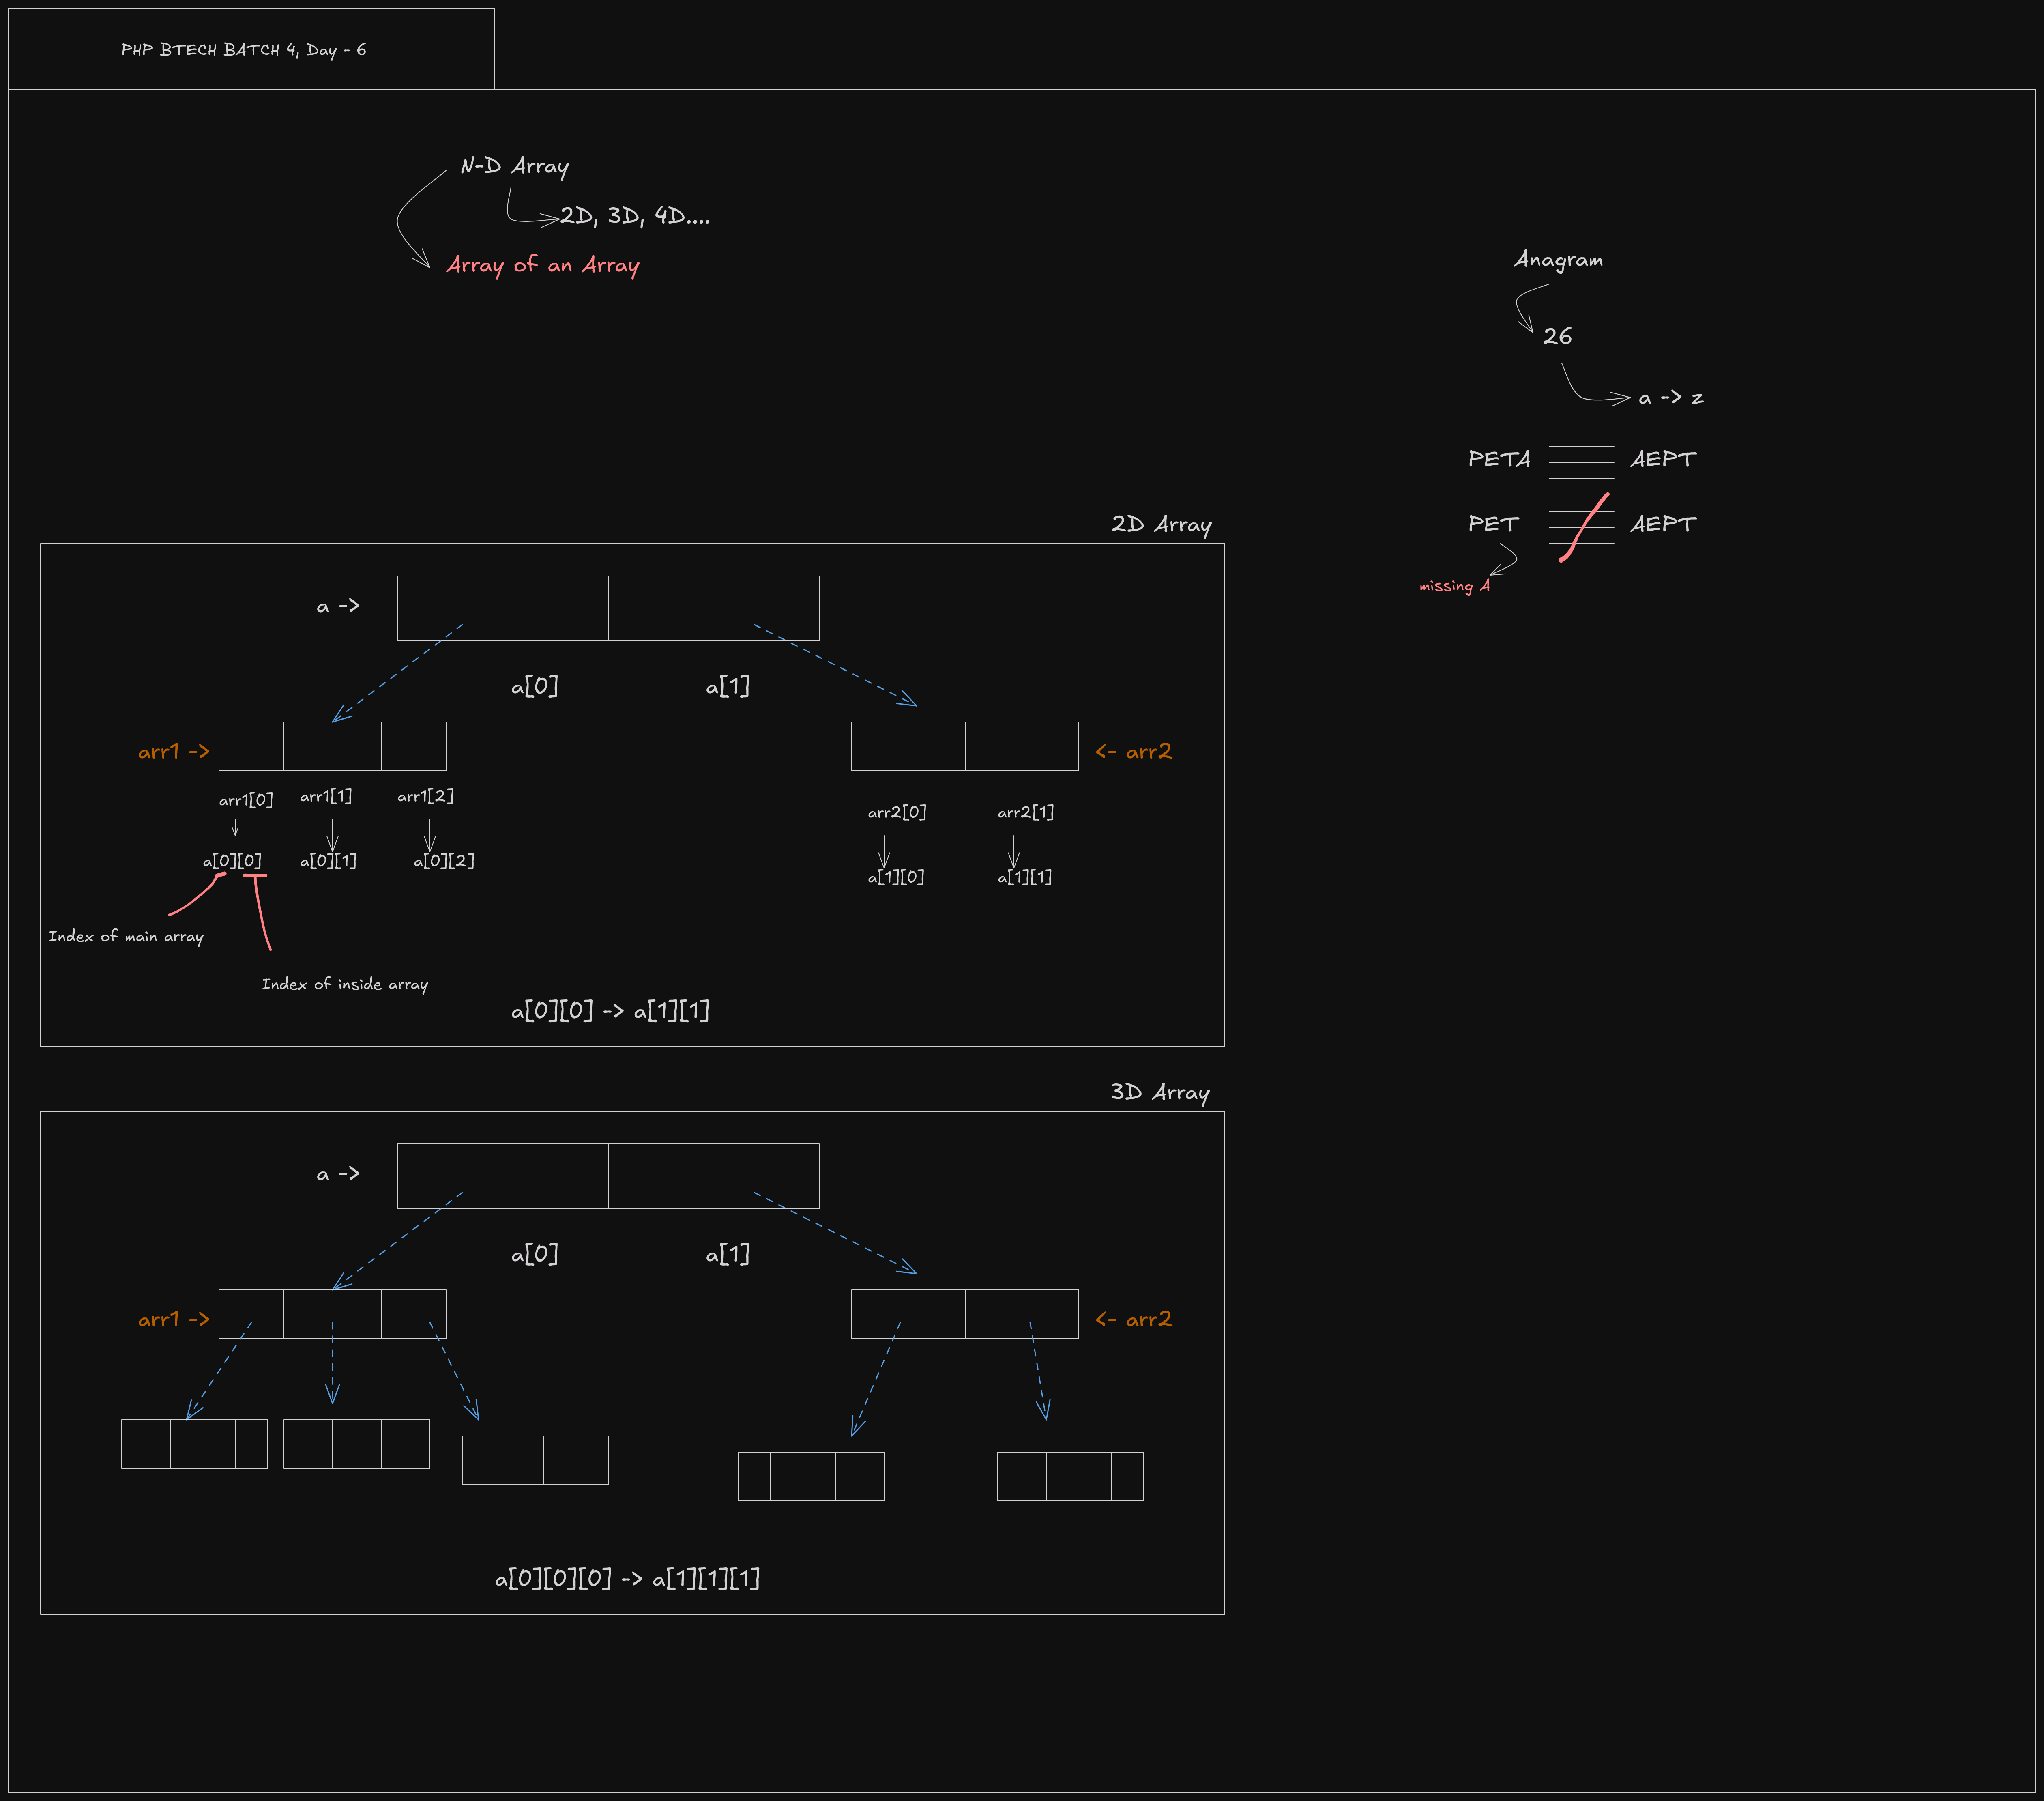 PHP BTECH BATCH 4, Day - 6
N-D Array
2D, 3D, 4D....
Array of an Array
Anagram
26
a -> z
PETA AEPT
PET AEPT
missing A
2D Array
a ->
a[0] a[1]
arr1 -> <- arr2
arr1[0] arr1[1] arr1[2] arr2[0] arr2[1]
a[0][0] a[0][1] a[0][2] a[1][0] a[1][1]
Index of main array
Index of inside array
a[0][0] -> a[1][1]
3D Array
a ->
a[0] a[1]
arr1 -> <- arr2
a[0][0][0] -> a[1][1][1]